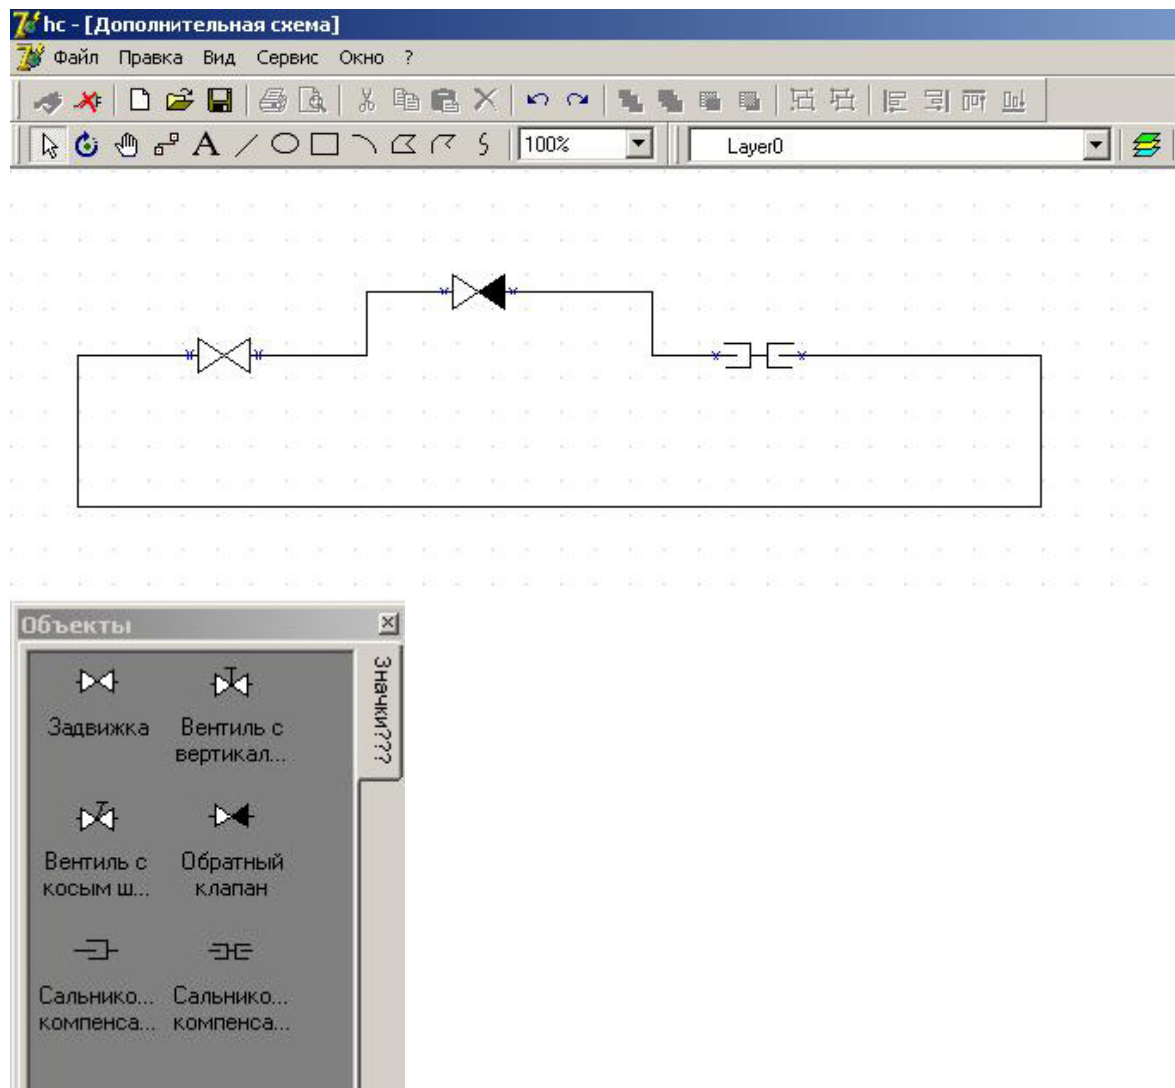 hc - [Дополнительная схема]
Файл Правка Вид Сервис Окно ?
A 100% Layer0
Объекты
Значки???
Задвижка Вентиль с
вертикал...
Вентиль с Обратный
косым ш... клапан
Сальнико... Сальнико...
компенса... компенса...